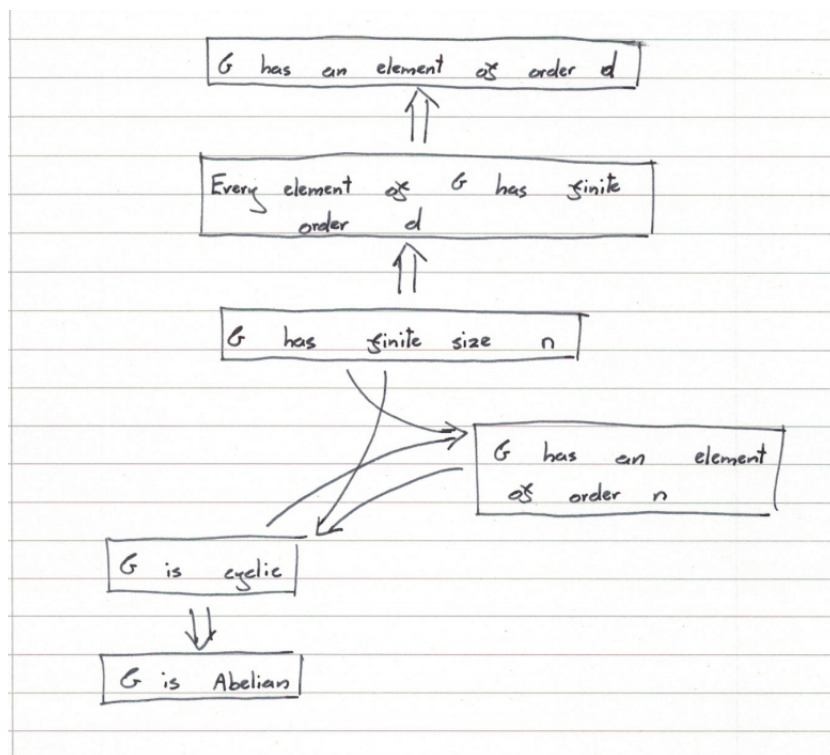 G has an element of order d
Every element of G has finite
order d
G has finite size n
G has an element
of order n
G is cyclic
G is Abelian